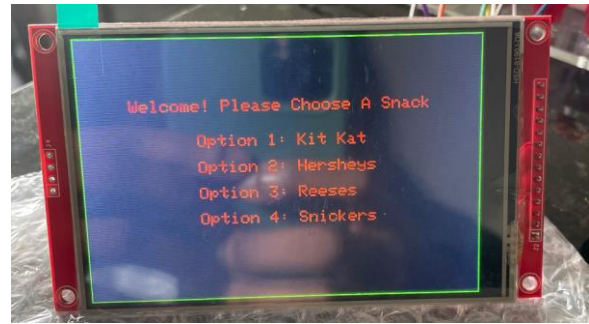 Welcome! Please Choose A Snack
Option 1: Kit Kat
Option 2: Hersheys
Option 3: Reeses
Option 4: Snickers